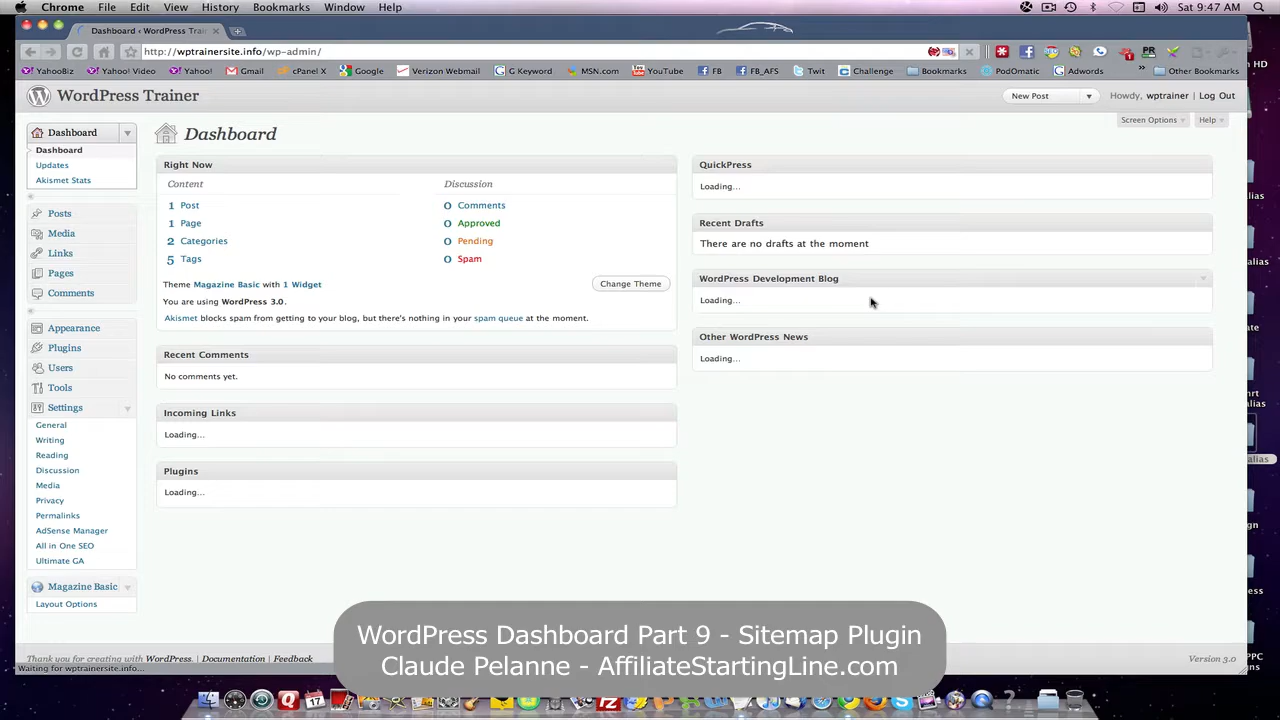 Chrome File Edit View History Bookmarks Window Help
Sat 9:47 AM
Dashboard ‹ WordPress Trai
http://wptrainersite.info/wp-admin/
YahooBiz Yahoo! Video Yahoo! Gmail cPanel X Google Verizon Webmail G Keyword MSN.com YouTube FB FB_AFS Twit Challenge Bookmarks PodOmatic Adwords » Other Bookmarks
WordPress Trainer
New Post
Howdy, wptrainer | Log Out
Screen Options
Help
Dashboard
Dashboard
Updates
Akismet Stats
Posts
Media
Links
Pages
Comments
Appearance
Plugins
Users
Tools
Settings
General
Writing
Reading
Discussion
Media
Privacy
Permalinks
AdSense Manager
All in One SEO
Ultimate GA
Magazine Basic
Layout Options
Dashboard
Right Now
Content
Discussion
1 Post
0 Comments
1 Page
0 Approved
2 Categories
0 Pending
5 Tags
0 Spam
Theme Magazine Basic with 1 Widget
Change Theme
You are using WordPress 3.0.
Akismet blocks spam from getting to your blog, but there's nothing in your spam queue at the moment.
Recent Comments
No comments yet.
Incoming Links
Loading...
Plugins
Loading...
QuickPress
Loading...
Recent Drafts
There are no drafts at the moment
WordPress Development Blog
Loading...
Other WordPress News
Loading...
Thank you for creating with WordPress. | Documentation | Feedback
Version 3.0
Waiting for wptrainersite.info...
WordPress Dashboard Part 9 - Sitemap Plugin
Claude Pelanne - AffiliateStartingLine.com